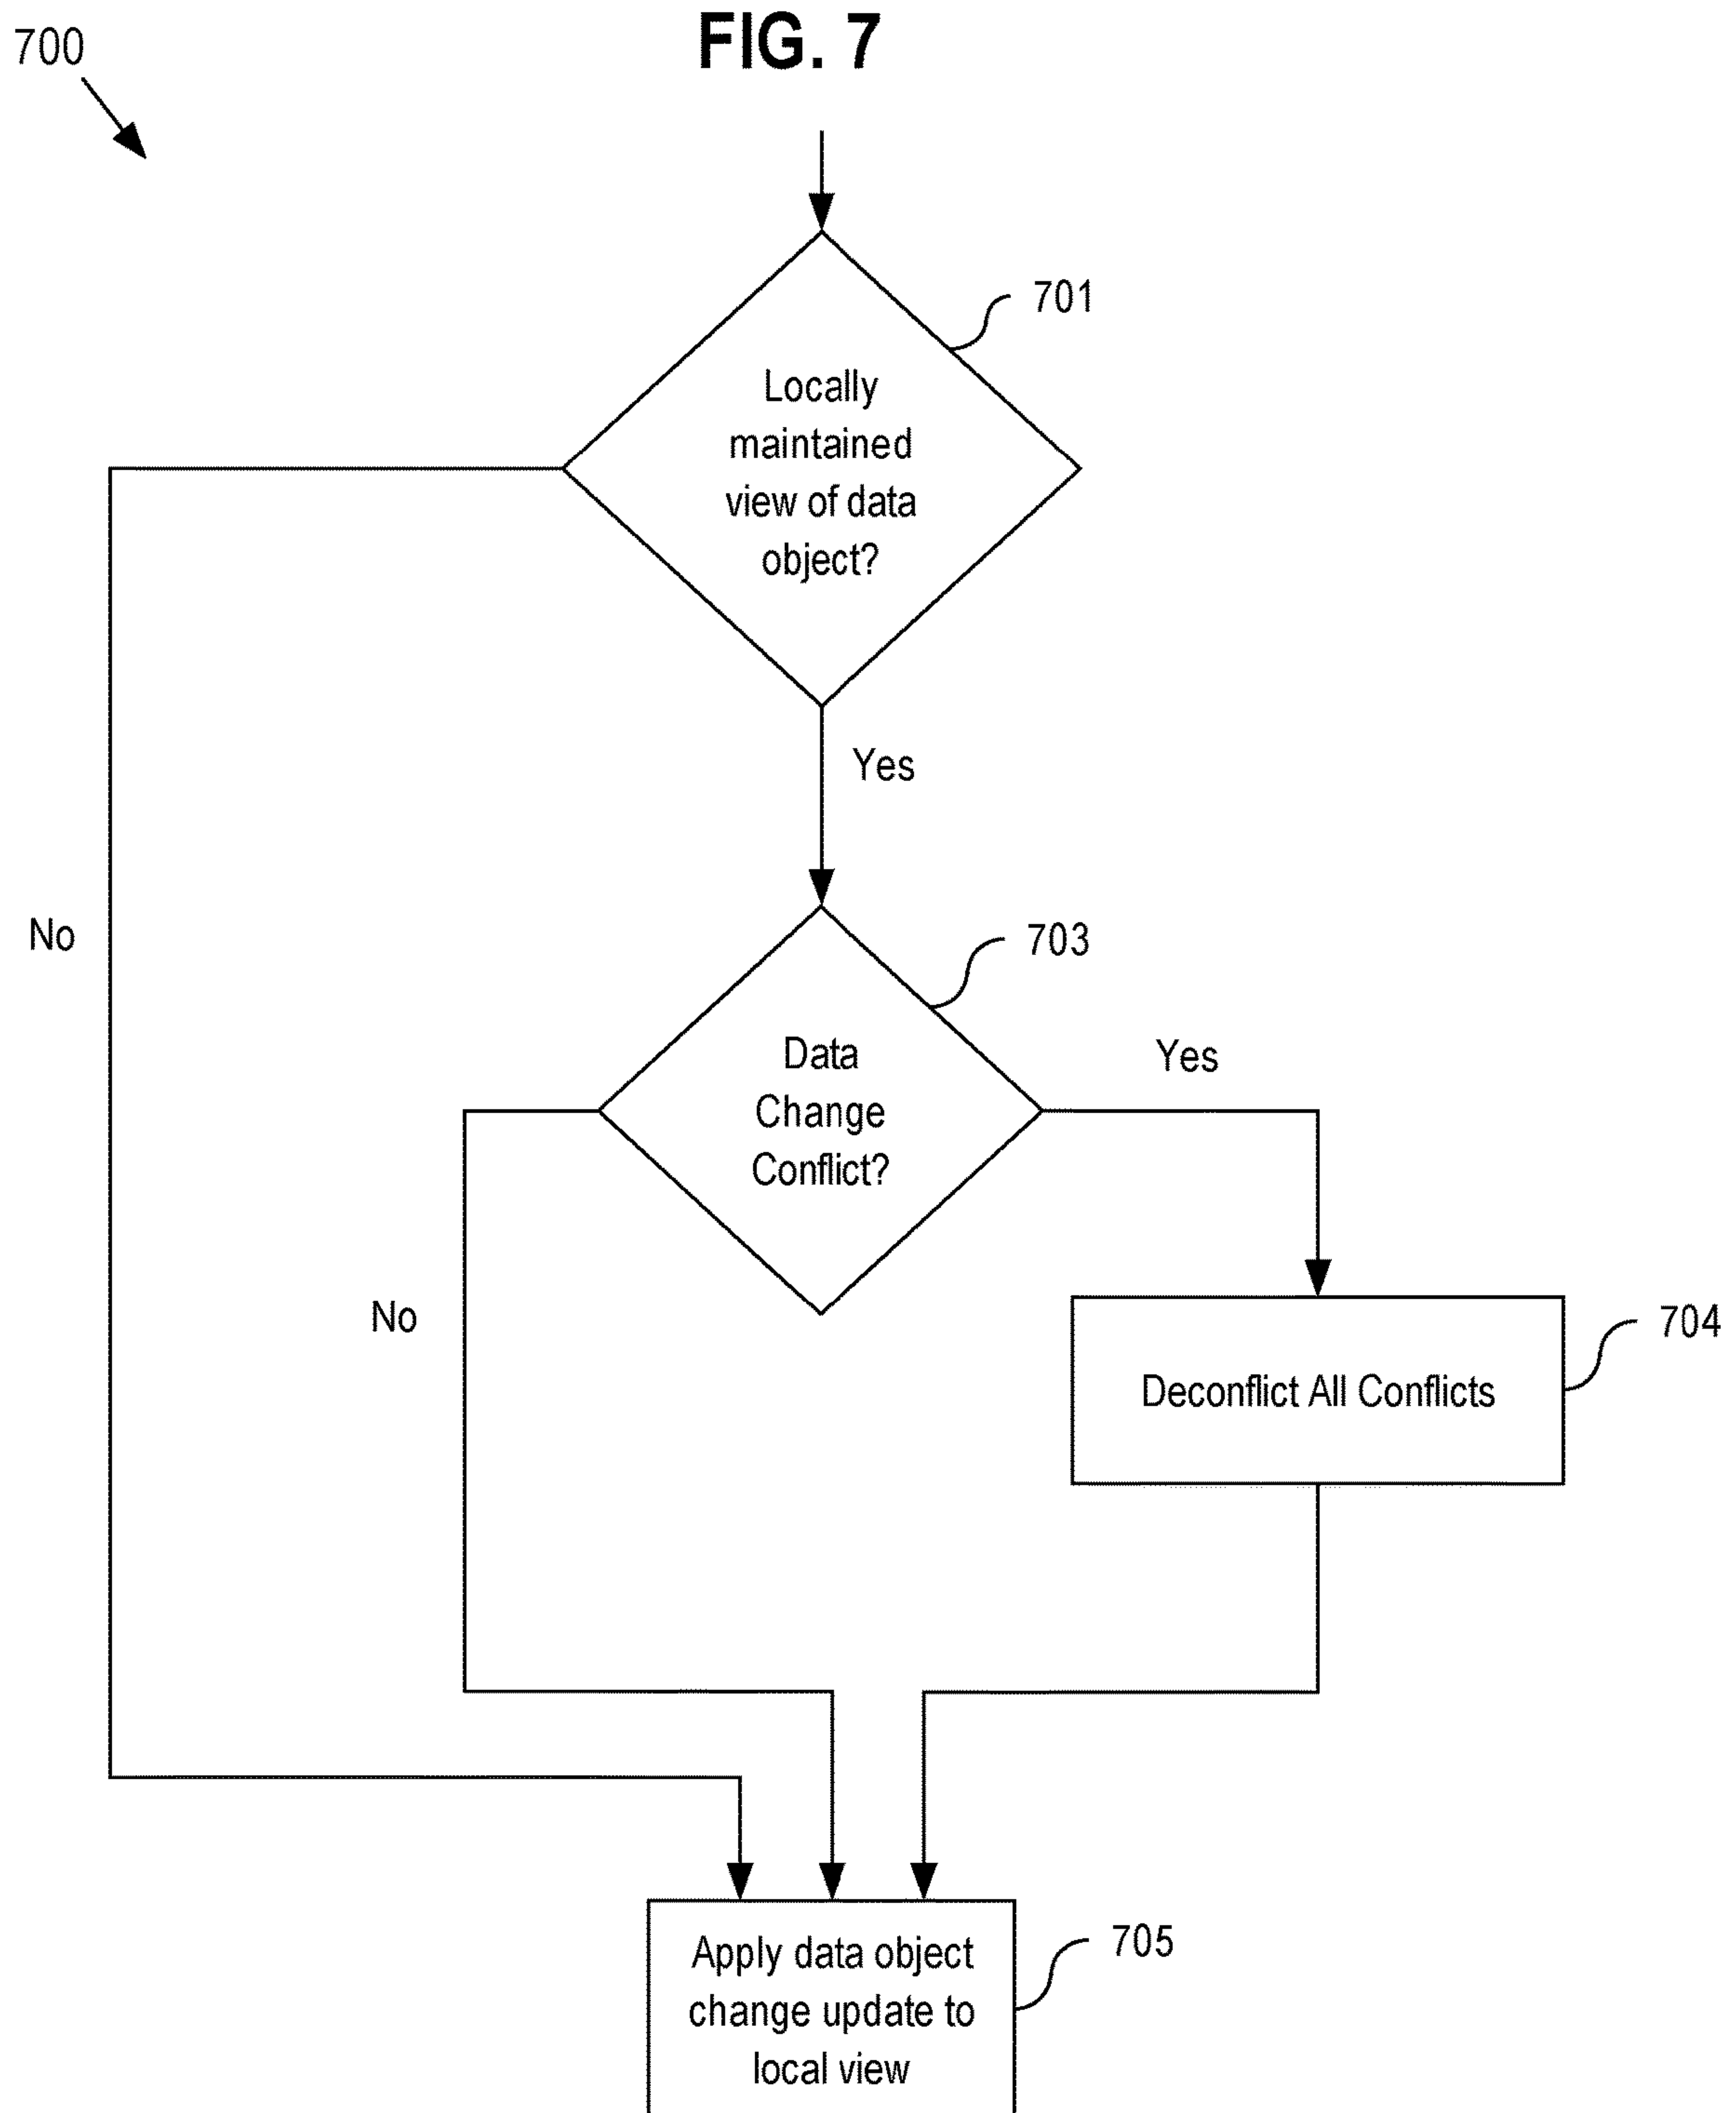 FIG. 7
700
701
Locally
maintained
view of data
object?
Yes
No
703
Data
Change
Conflict?
Yes
No
704
Deconflict All Conflicts
705
Apply data object
change update to
local view